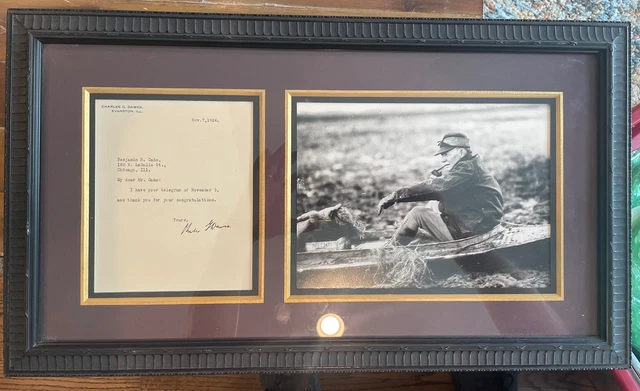 CHARLES G. DAWES
EVANSTON, ILL.
Nov.7,1924.
Benjamin R. Cahn,
LaSalle St.,
Chicago, Ill.
My dear Mr. Cahn:
I have your telegram of November 5,
and thank you for your congratulations.
Yours,